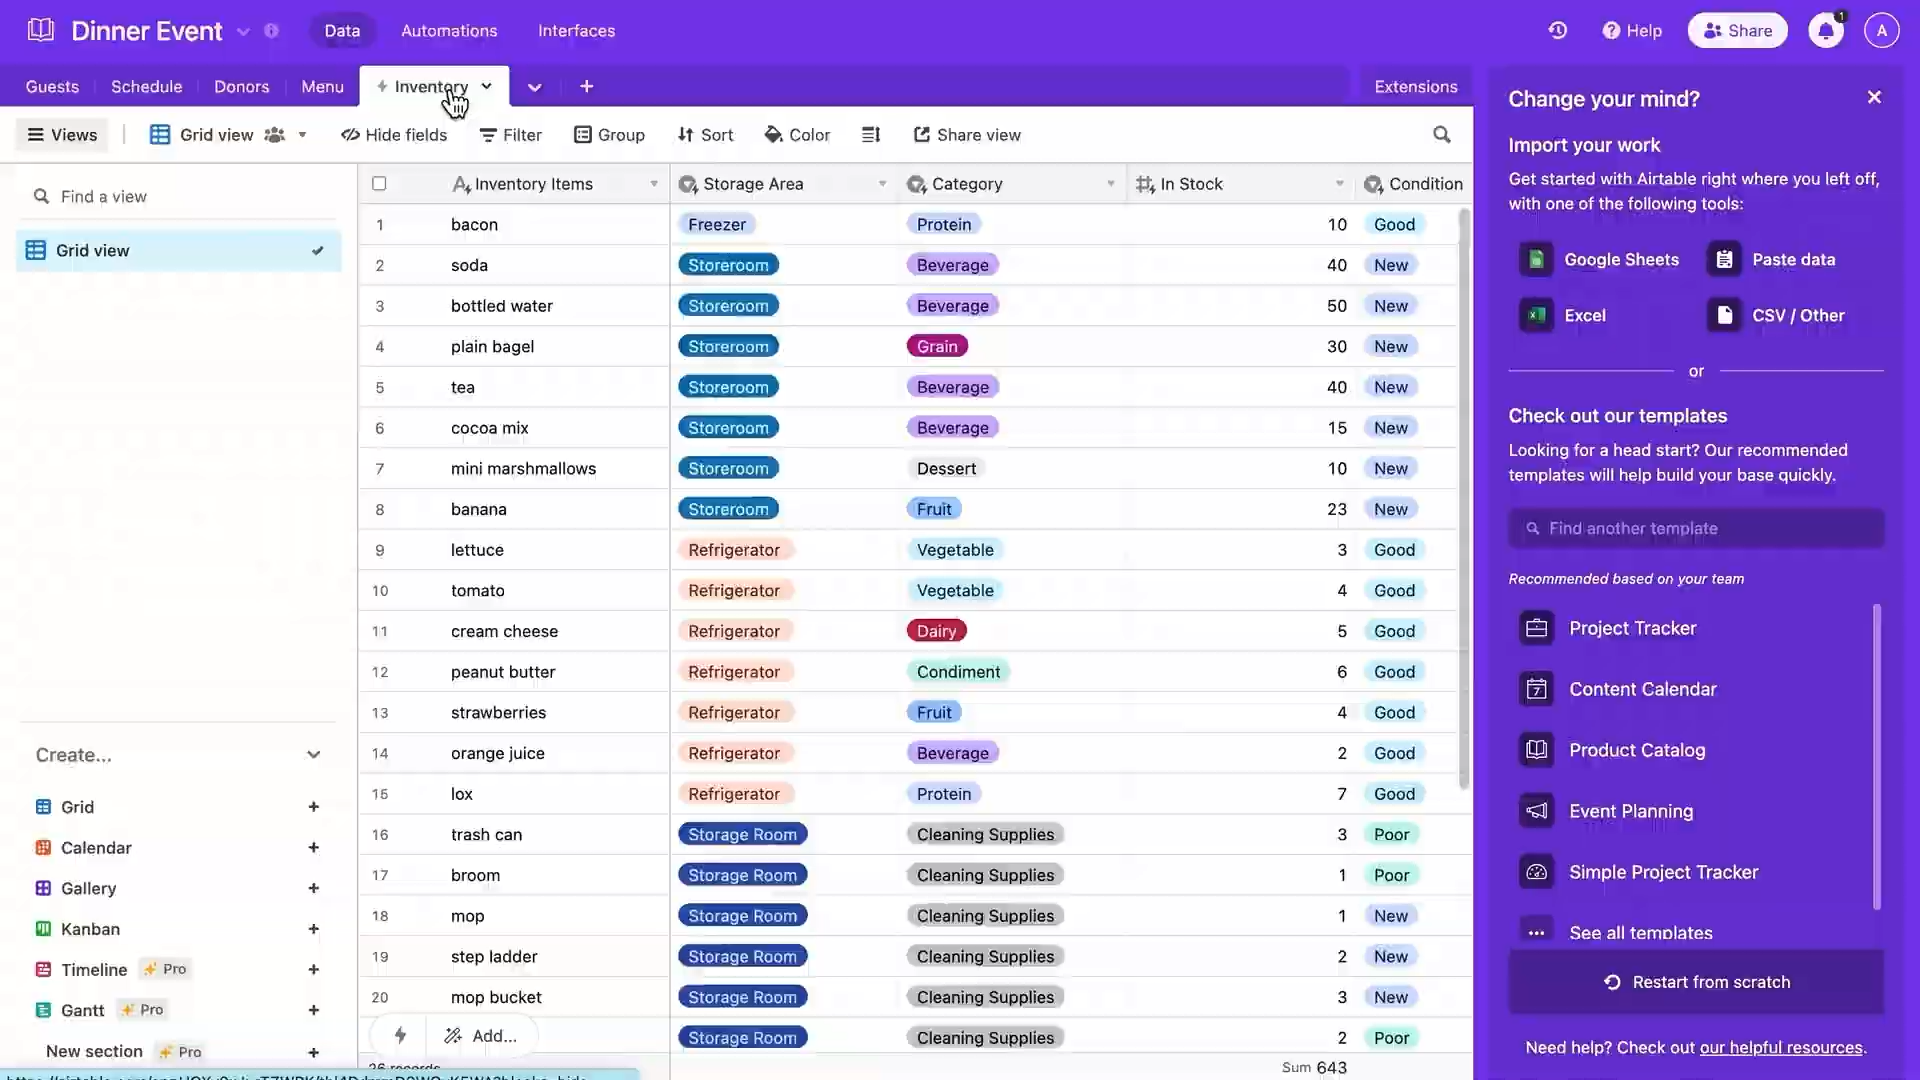 Dinner Event
Data
Automations
Interfaces
Help
Share
1
A
Guests
Schedule
Donors
Menu
Inventory
Extensions
Views
Grid view
Hide fields
Filter
Group
Sort
Color
Share view
Find a view
Grid view
Create...
Grid
Calendar
Gallery
Kanban
Timeline Pro
Gantt Pro
New section Pro
Inventory Items Storage Area Category In Stock Condition
1 bacon Freezer Protein 10 Good
2 soda Storeroom Beverage 40 New
3 bottled water Storeroom Beverage 50 New
4 plain bagel Storeroom Grain 30 New
5 tea Storeroom Beverage 40 New
6 cocoa mix Storeroom Beverage 15 New
7 mini marshmallows Storeroom Dessert 10 New
8 banana Storeroom Fruit 23 New
9 lettuce Refrigerator Vegetable 3 Good
10 tomato Refrigerator Vegetable 4 Good
11 cream cheese Refrigerator Dairy 5 Good
12 peanut butter Refrigerator Condiment 6 Good
13 strawberries Refrigerator Fruit 4 Good
14 orange juice Refrigerator Beverage 2 Good
15 lox Refrigerator Protein 7 Good
16 trash can Storage Room Cleaning Supplies 3 Poor
17 broom Storage Room Cleaning Supplies 1 Poor
18 mop Storage Room Cleaning Supplies 1 New
19 step ladder Storage Room Cleaning Supplies 2 New
20 mop bucket Storage Room Cleaning Supplies 3 New
Add... Storage Room Cleaning Supplies 2 Poor
26 records
Sum 643
Change your mind?
Import your work
Get started with Airtable right where you left off,
with one of the following tools:
Google Sheets
Paste data
Excel
CSV / Other
or
Check out our templates
Looking for a head start? Our recommended
templates will help build your base quickly.
Find another template
Recommended based on your team
Project Tracker
7 Content Calendar
Product Catalog
Event Planning
Simple Project Tracker
See all templates
Restart from scratch
Need help? Check out our helpful resources.